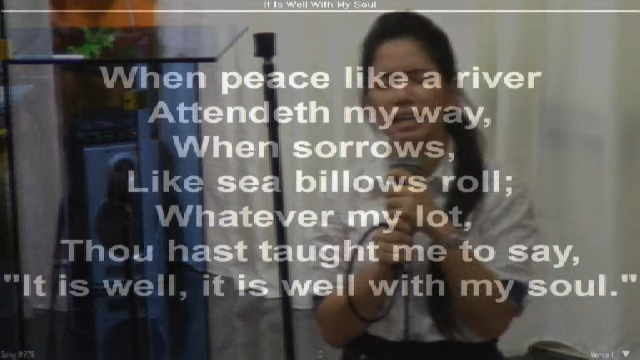 It Is Well With My Soul
When peace like a river
Attendeth my way,
When sorrows,
Like sea billows roll;
Whatever my lot,
Thou hast taught me to say,
"It is well, it is well with my soul."